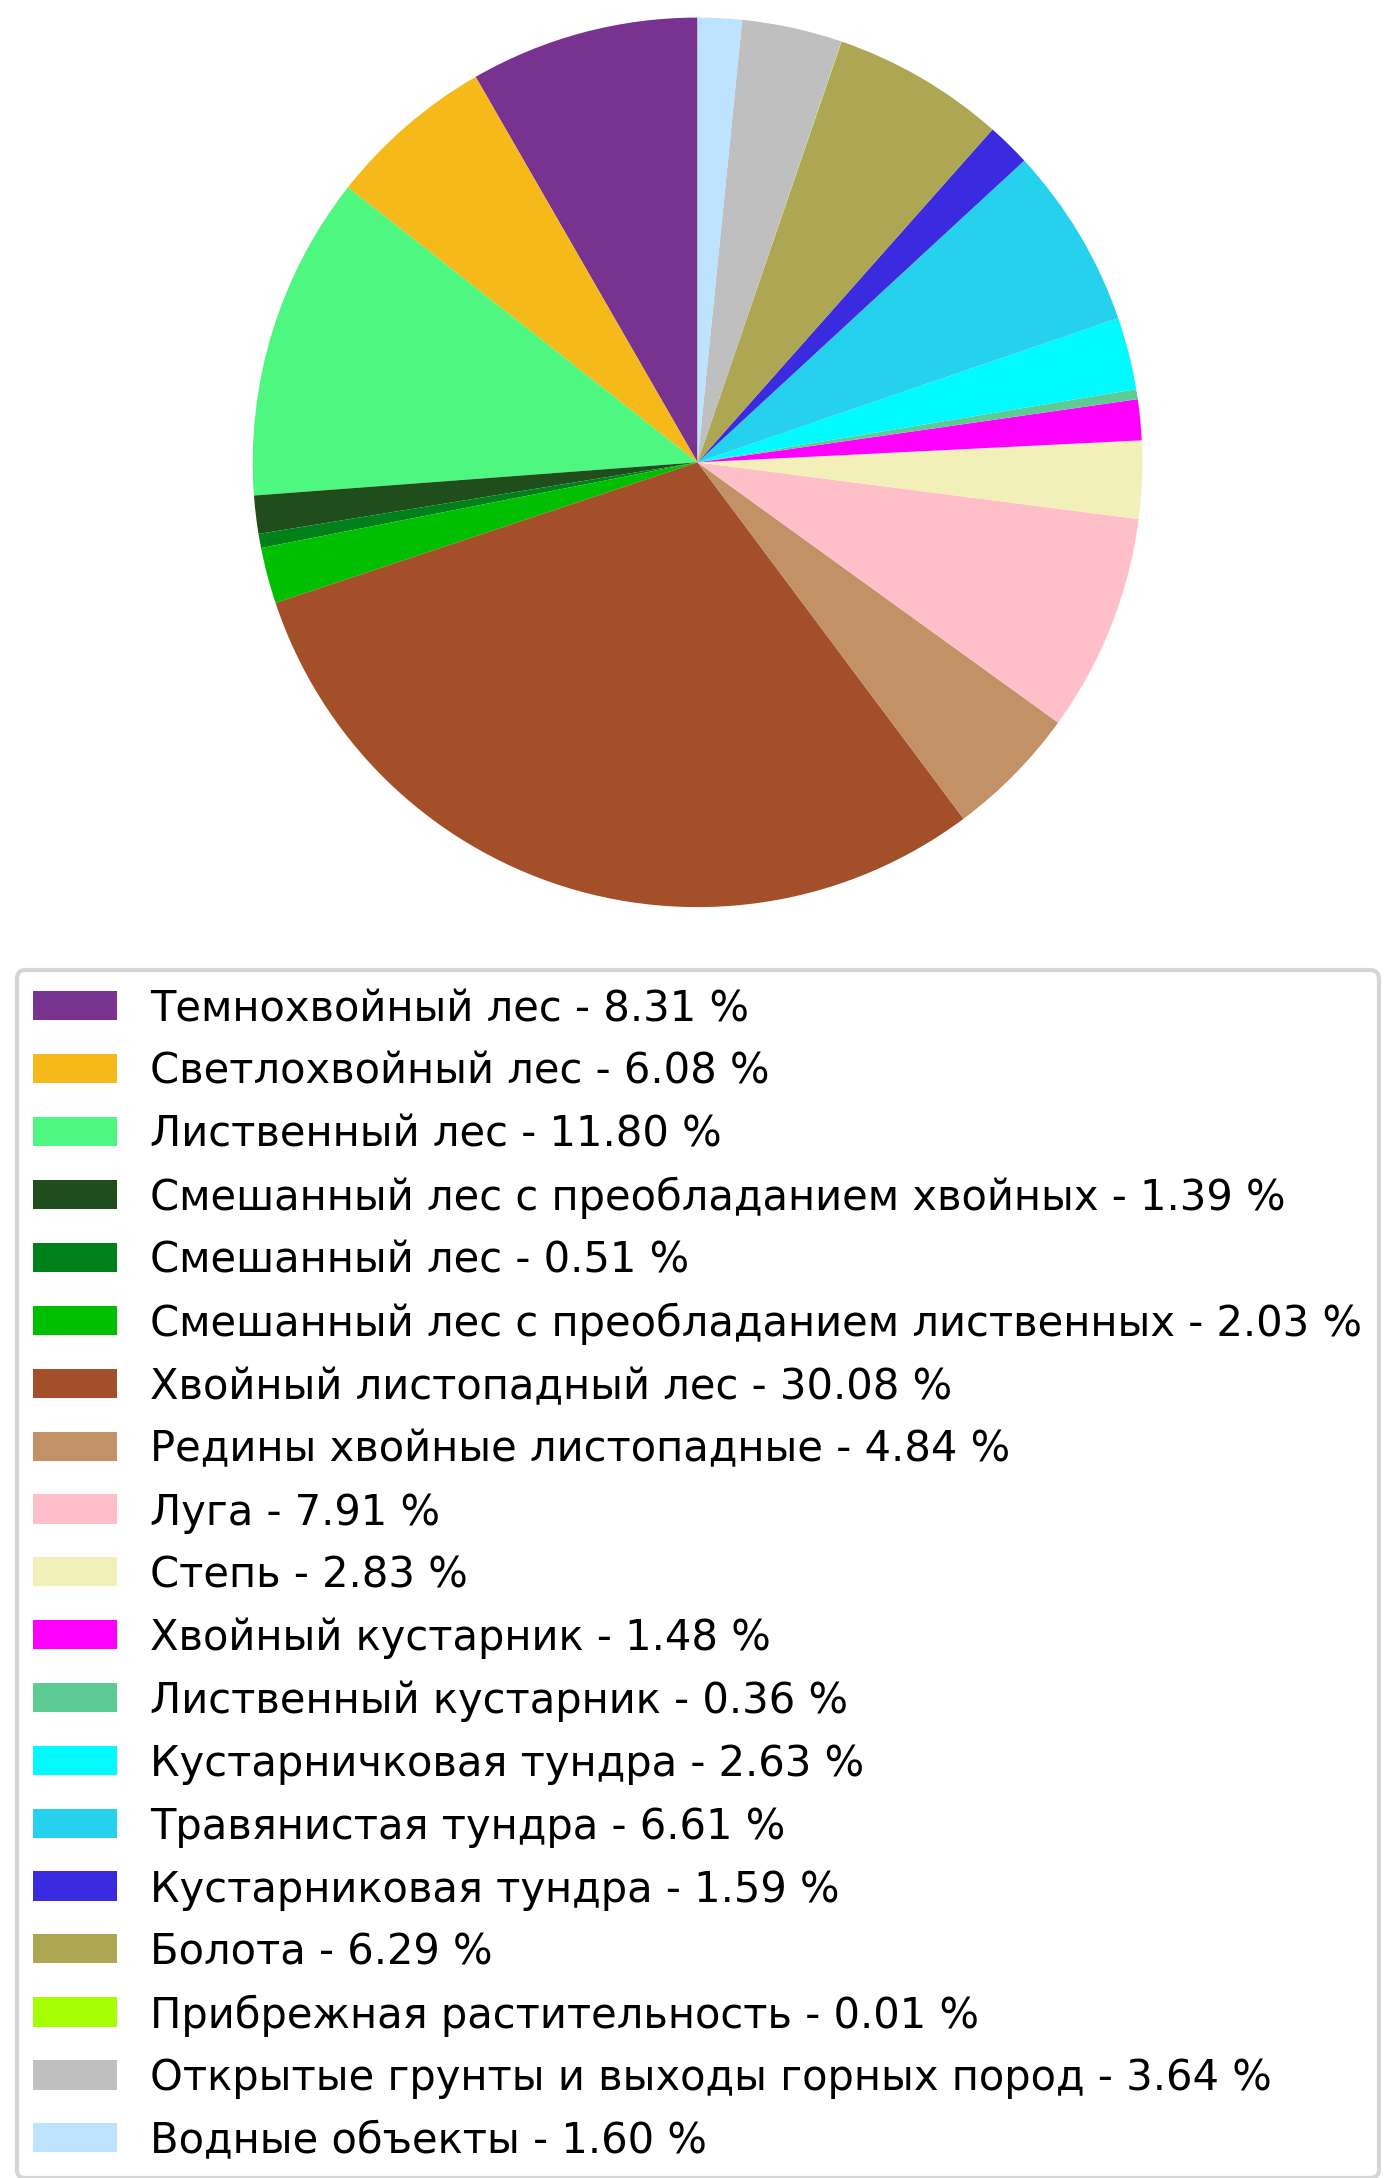 Темнохвойный лес - 8.31 %
Светлохвойный лес - 6.08 %
Лиственный лес - 11.80 %
Смешанный лес с преобладанием хвойных - 1.39 %
Смешанный лес - 0.51 %
Смешанный лес с преобладанием лиственных - 2.03 %
Хвойный листопадный лес - 30.08 %
Редины хвойные листопадные - 4.84 %
Луга - 7.91 %
Степь - 2.83 %
Хвойный кустарник - 1.48 %
Лиственный кустарник - 0.36 %
Кустарничковая тундра - 2.63 %
Травянистая тундра - 6.61 %
Кустарниковая тундра - 1.59 %
Болота - 6.29 %
Прибрежная растительность - 0.01 %
Открытые грунты и выходы горных пород - 3.64 %
Водные объекты - 1.60 %